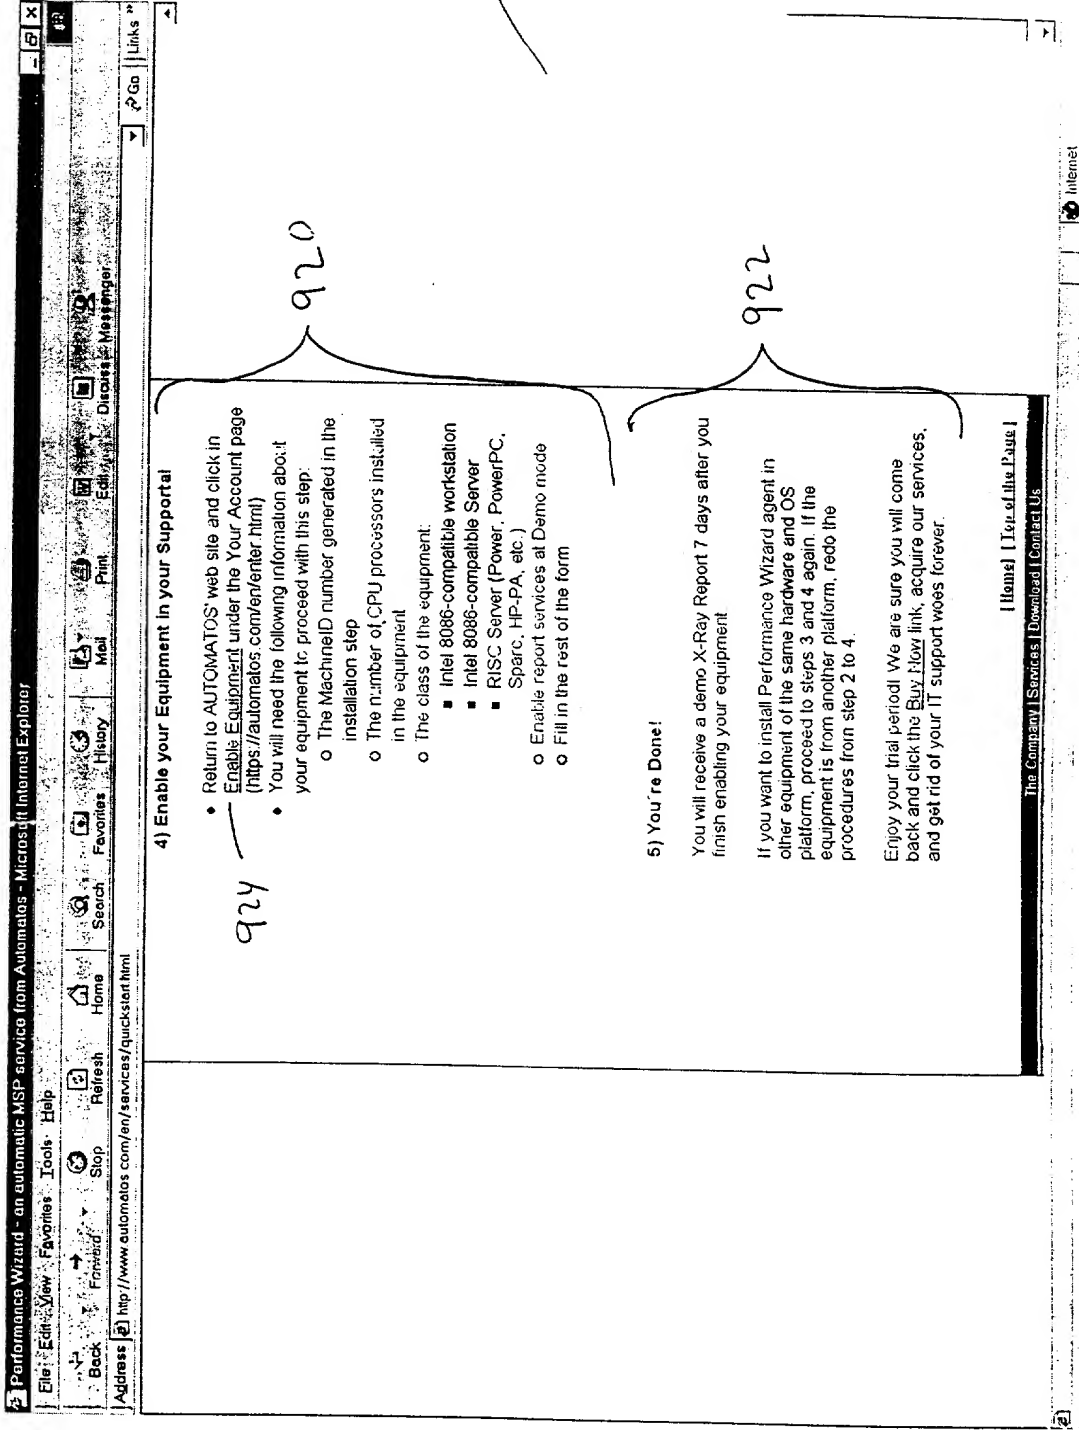 Performance Wizard - an automatic MSP service from Automatos - Microsoft Internet Explorer
File Edit View Favorites Tools Help
Back Forward Stop Refresh Home Search Favorites History Mail Print Edit Discuss Messenger
Address http://www.automatos.com/en/services/quickstart.html Go Links »
4) Enable your Equipment in your Supportal
• Return to AUTOMATOS' web site and click in
Enable Equipment under the Your Account page
(https://automatos.com/en/enter.html)
• You will need the following information about
your equipment to proceed with this step:
o The MachineID number generated in the
installation step
o The number of CPU processors installed
in the equipment
o The class of the equipment:
■ Intel 8086-compatible workstation
■ Intel 8086-compatible Server
■ RISC Server (Power, PowerPC,
Sparc, HP-PA, etc.)
o Enable report services at Demo mode
o Fill in the rest of the form
924
920
5) You're Done!
You will receive a demo X-Ray Report 7 days after you
finish enabling your equipment
If you want to install Performance Wizard agent in
other equipment of the same hardware and OS
platform, proceed to steps 3 and 4 again. If the
equipment is from another platform, redo the
procedures from step 2 to 4.
Enjoy your trial period! We are sure you will come
back and click the Buy Now link, acquire our services,
and get rid of your IT support woes forever.
922
[ Home ] [ Top of the Page ]
The Company | Services | Download | Contact Us
Internet